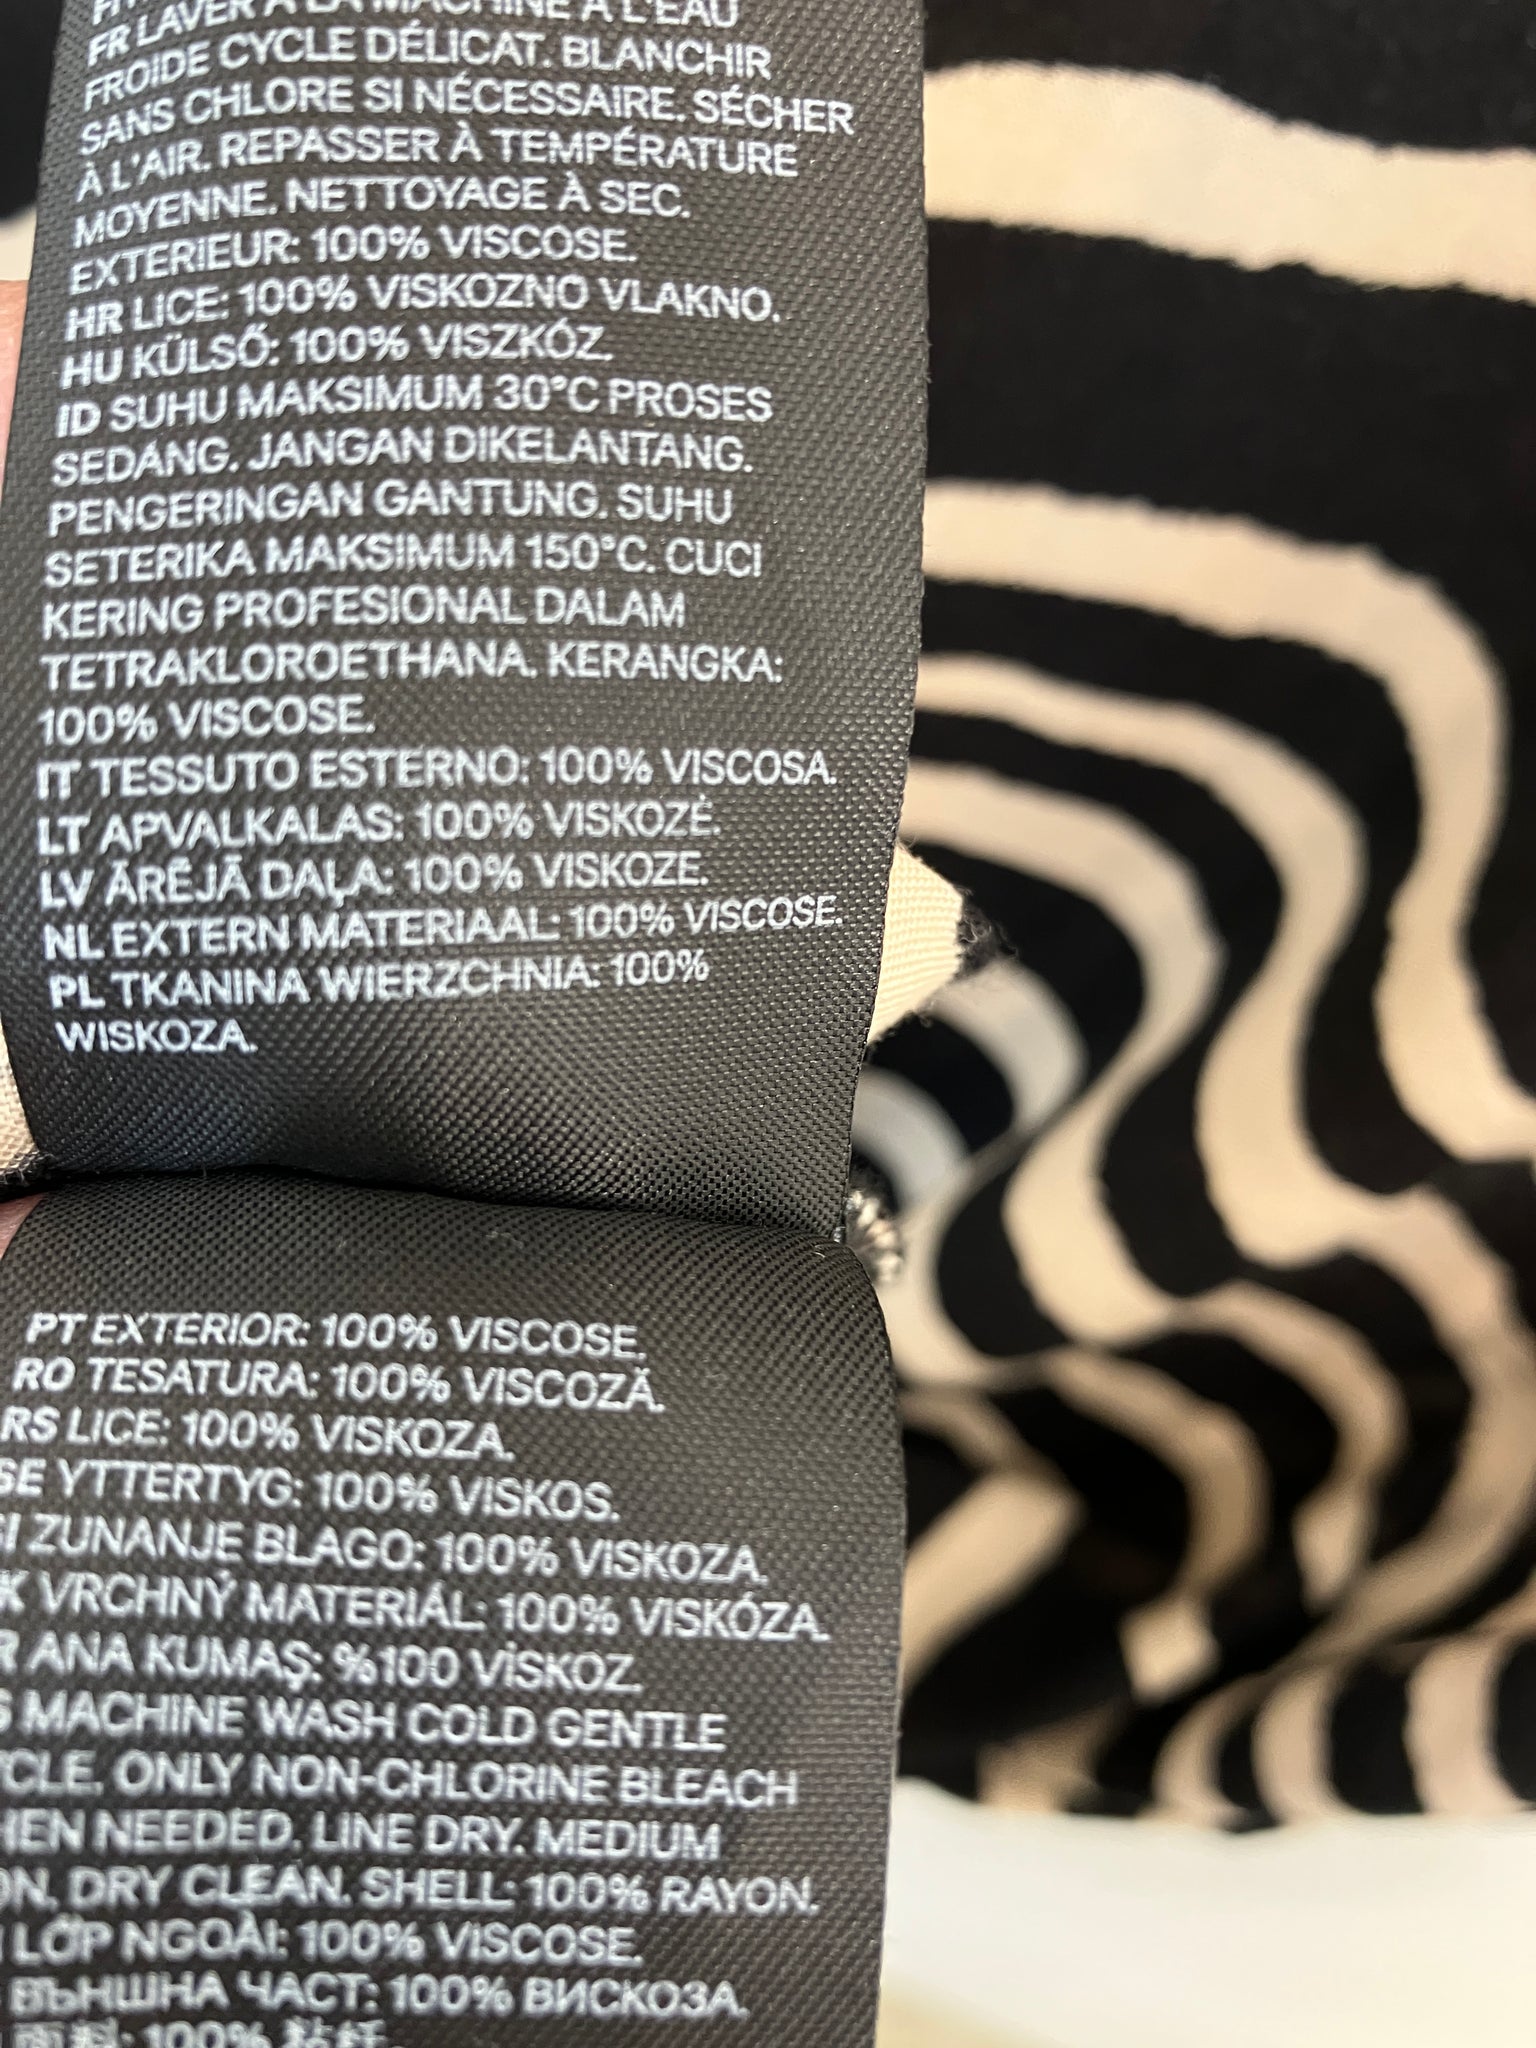 FR LAVER À LA MACHINE À L'EAU
FROIDE CYCLE DÉLICAT. BLANCHIR
SANS CHLORE SI NÉCESSAIRE. SÉCHER
À L'AIR. REPASSER À TEMPÉRATURE
MOYENNE. NETTOYAGE À SEC.
EXTERIEUR: 100% VISCOSE.
HR LICE: 100% VISKOZNO VLAKNO.
HU KÜLSŐ: 100% VISZKÓZ.
ID SUHU MAKSIMUM 30°C PROSES
SEDANG. JANGAN DIKELANTANG.
PENGERINGAN GANTUNG. SUHU
SETERIKA MAKSIMUM 150°C. CUCI
KERING PROFESIONAL DALAM
TETRAKLOROETHANA. KERANGKA:
100% VISCOSE.
IT TESSUTO ESTERNO: 100% VISCOSA.
LT APVALKALAS: 100% VISKOZĖ.
LV ĀRĒJĀ DAĻA: 100% VISKOZE.
NL EXTERN MATERIAAL: 100% VISCOSE.
PL TKANINA WIERZCHNIA: 100%
WISKOZA.
PT EXTERIOR: 100% VISCOSE.
RO TESATURA: 100% VISCOZĂ.
RS LICE: 100% VISKOZA.
SE YTTERTYG: 100% VISKOS.
SI ZUNANJE BLAGO: 100% VISKOZA.
K VRCHNÝ MATERIÁL: 100% VISKÓZA.
R ANA KUMAŞ: %100 VİSKOZ.
S MACHINE WASH COLD GENTLE
CLE. ONLY NON-CHLORINE BLEACH
EN NEEDED. LINE DRY. MEDIUM
ON. DRY CLEAN. SHELL: 100% RAYON.
LỚP NGOÀI: 100% VISCOSE.
ВЪНШНА ЧАСТ: 100% ВИСКОЗА.
面料: 100% 粘纤